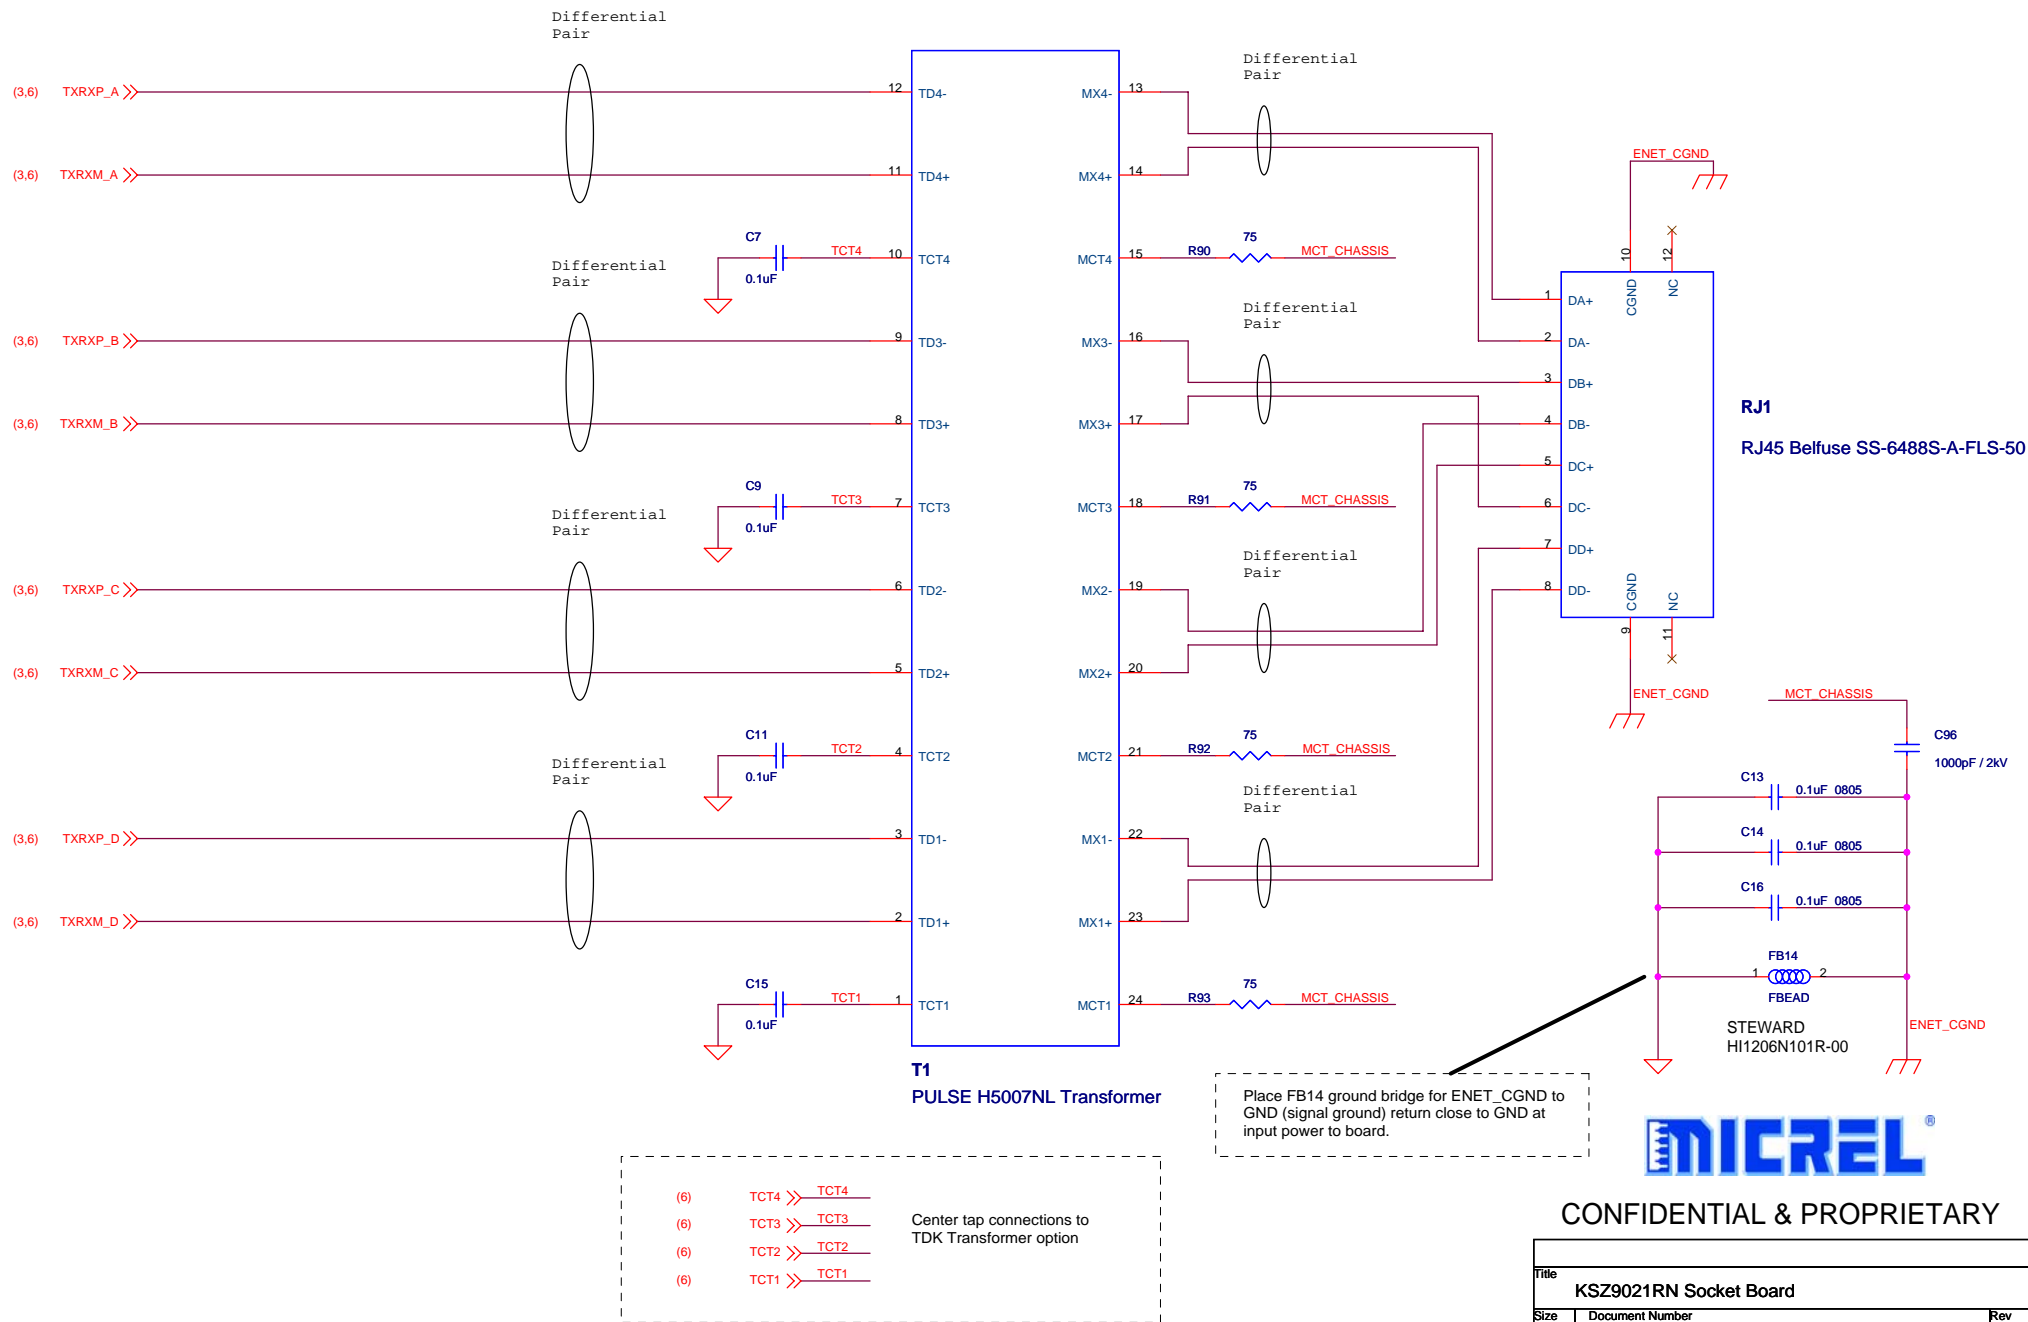 Differential
Pair
Differential
Pair
(3,6) TXRXP_A 12 TD4- MX4- 13
ENET_CGND
(3,6) TXRXM_A 11 TD4+ MX4+ 14
C7 75
TCT4 10 TCT4 MCT4 15 R90 MCT_CHASSIS 10 12
0.1uF
Differential
Pair
CGND NC
1 DA+
Differential
Pair
(3,6) TXRXP_B 9 TD3- MX3- 16 2 DA-
3 DB+
RJ1
(3,6) TXRXM_B 8 TD3+ MX3+ 17 4 DB-
RJ45 Belfuse SS-6488S-A-FLS-50
5 DC+
C9 75
TCT3 7 TCT3 MCT3 18 R91 MCT_CHASSIS 6 DC-
0.1uF
Differential
Pair
7 DD+
Differential
Pair
(3,6) TXRXP_C 6 TD2- MX2- 19 8 DD-
CGND NC
9 11
(3,6) TXRXM_C 5 TD2+ MX2+ 20
ENET_CGND MCT_CHASSIS
C11 75 C96
TCT2 4 TCT2 MCT2 21 R92 MCT_CHASSIS
0.1uF 1000pF / 2kV
Differential
Pair
C13 0.1uF 0805
Differential
Pair
(3,6) TXRXP_D 3 TD1- MX1- 22
C14 0.1uF 0805
C16 0.1uF 0805
(3,6) TXRXM_D 2 TD1+ MX1+ 23
FB14
1 2
FBEAD
C15 75
TCT1 1 TCT1 MCT1 24 R93 MCT_CHASSIS
0.1uF
STEWARD
HI1206N101R-00
ENET_CGND
T1
PULSE H5007NL Transformer
Place FB14 ground bridge for ENET_CGND to
GND (signal ground) return close to GND at
input power to board.
MICREL®
(6) TCT4 TCT4
(6) TCT3 TCT3
(6) TCT2 TCT2
(6) TCT1 TCT1
Center tap connections to
TDK Transformer option
CONFIDENTIAL & PROPRIETARY
Title
KSZ9021RN Socket Board
Size Document Number Rev